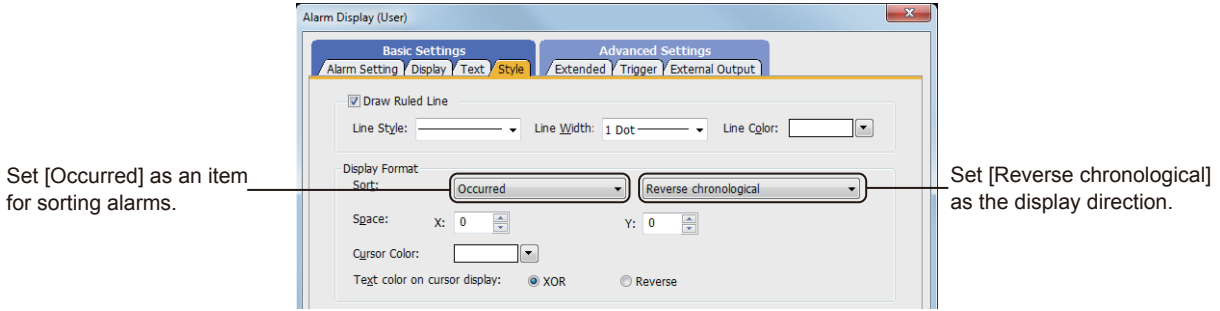 Alarm Display (User)
Basic Settings Advanced Settings
Alarm Setting Display Text Style Extended Trigger External Output
Draw Ruled Line
Line Style: Line Width: 1 Dot Line Color:
Display Format
Set [Occurred] as an item
for sorting alarms.
Sort: Occurred Reverse chronological
Set [Reverse chronological]
as the display direction.
Space: X: 0 Y: 0
Cursor Color:
Text color on cursor display: XOR Reverse